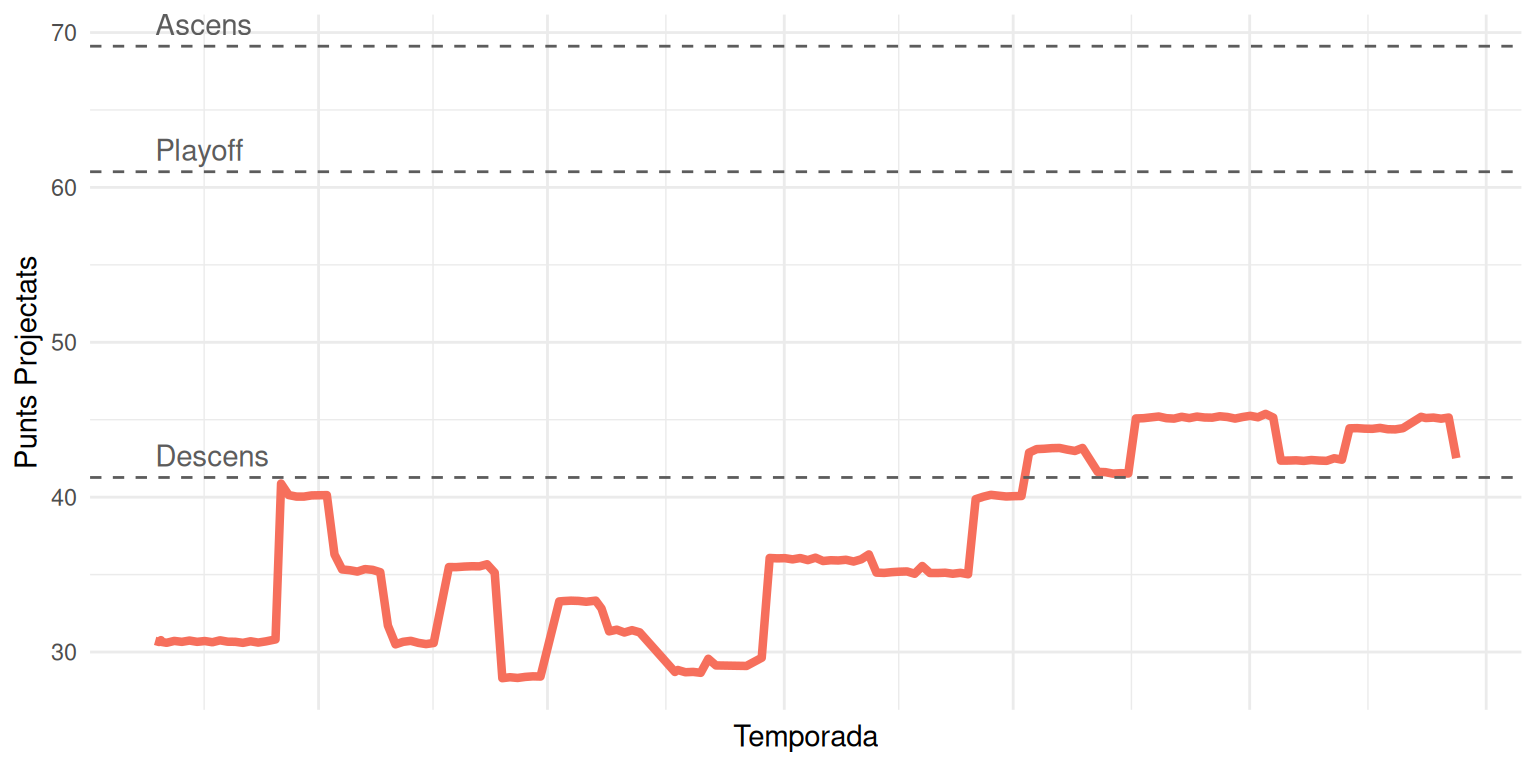 Ascens
70
Playoff
60
50
Descens
40
30
Punts Projectats
Temporada